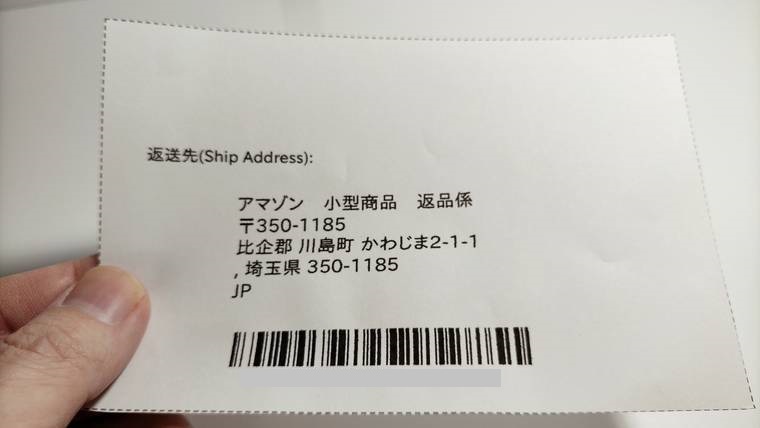 返送先(Ship Address):
アマゾン　小型商品　返品係
〒350-1185
比企郡 川島町 かわじま2-1-1
, 埼玉県 350-1185
JP